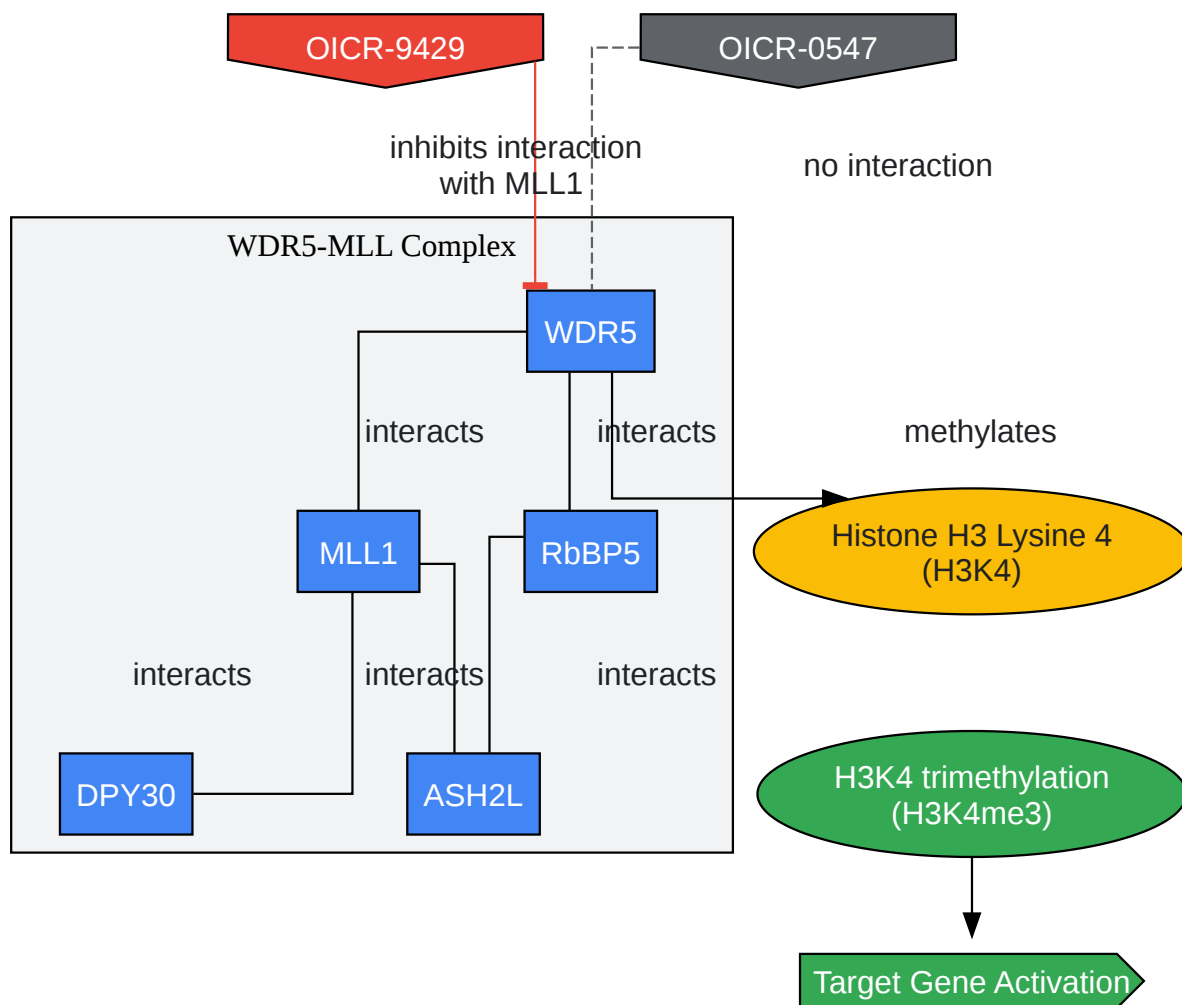 OICR-9429
OICR-0547
inhibits interaction
with MLL1
no interaction
WDR5-MLL Complex
WDR5
interacts
interacts
methylates
MLL1
RbBP5
Histone H3 Lysine 4
(H3K4)
interacts
interacts
interacts
DPY30
ASH2L
H3K4 trimethylation
(H3K4me3)
Target Gene Activation